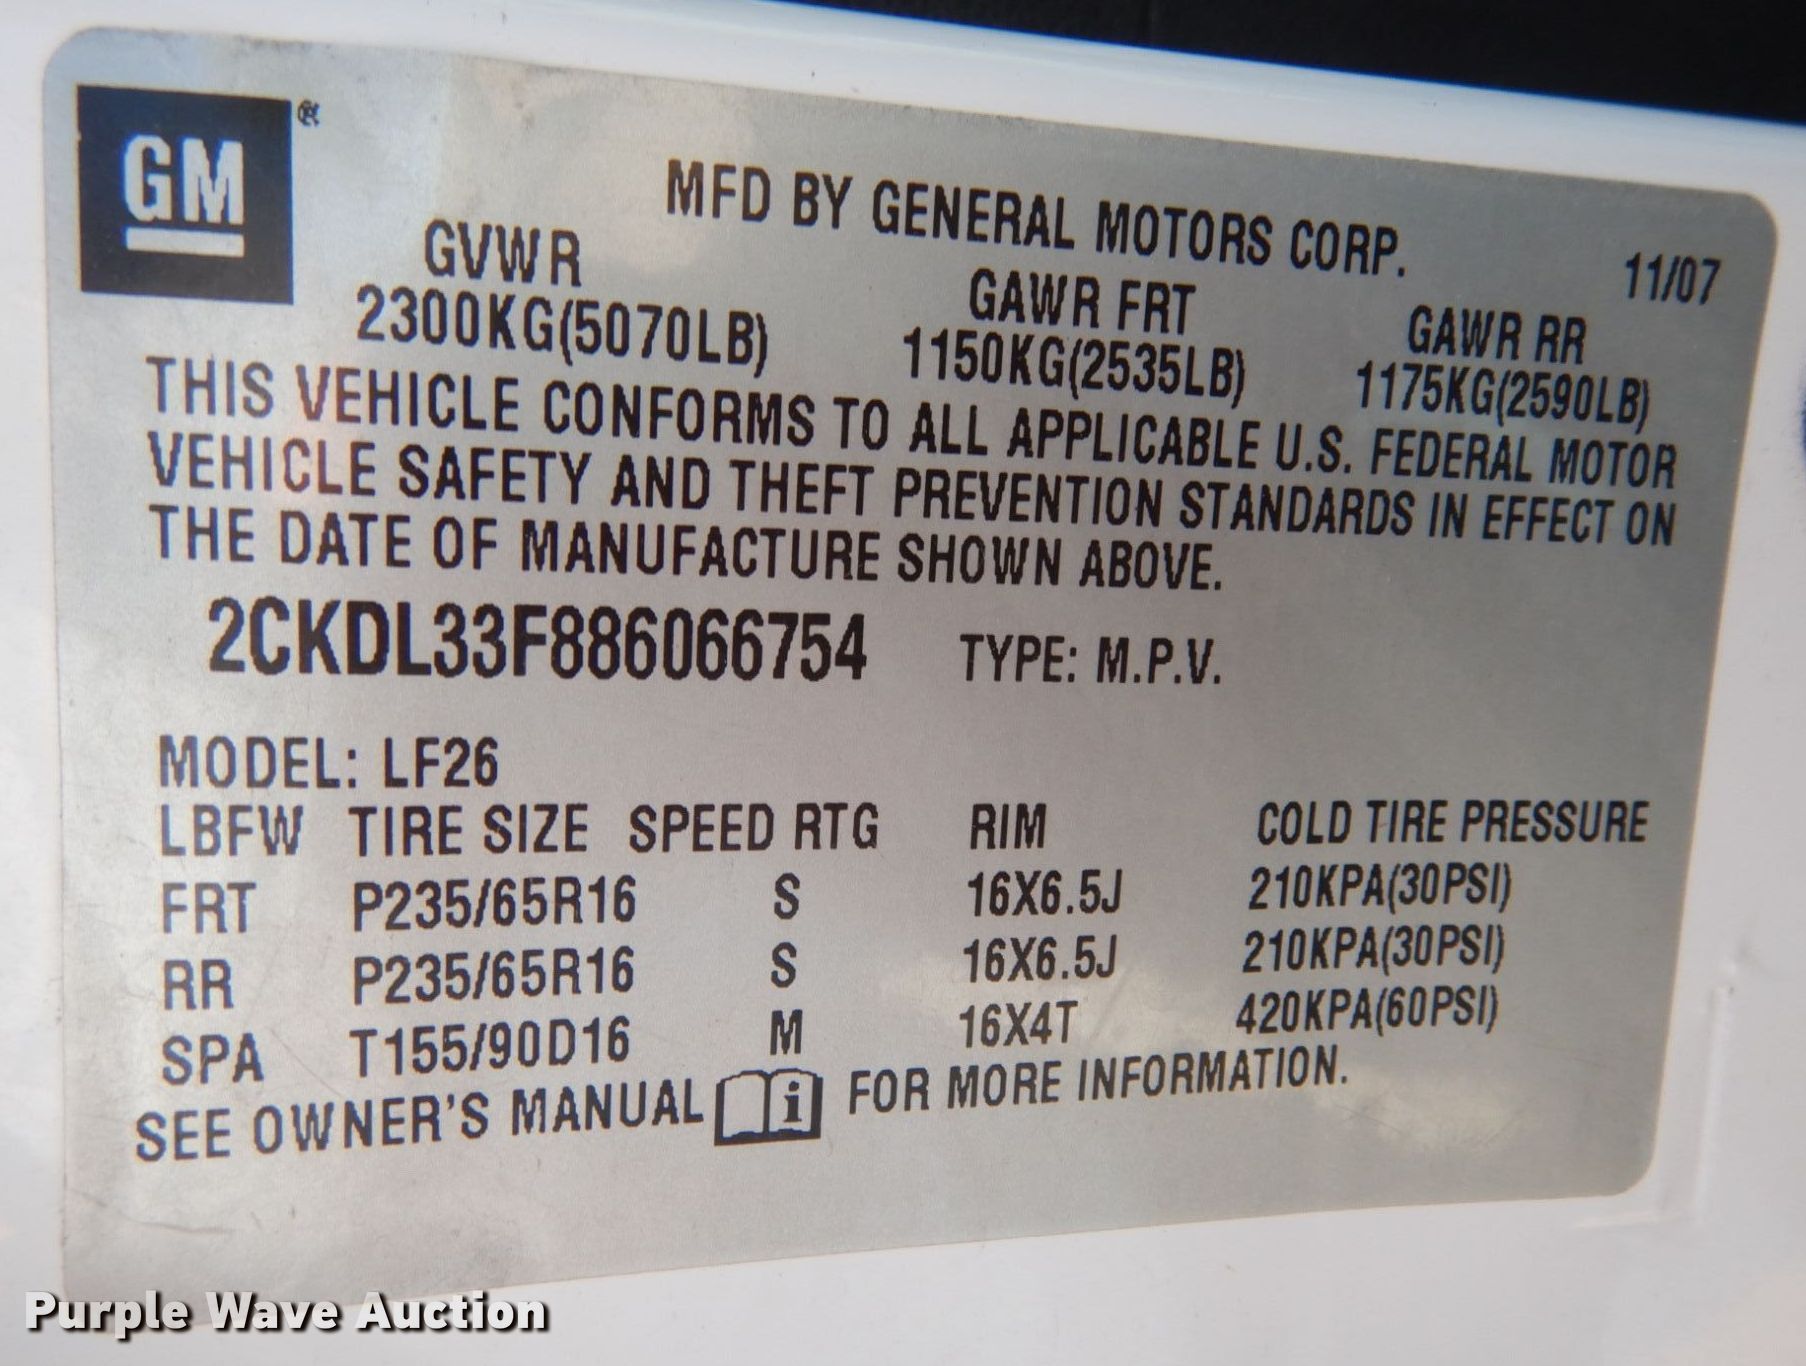 GM®
MFD BY GENERAL MOTORS CORP.
11/07
GVWR
GAWR FRT
GAWR RR
2300KG(5070LB)
1150KG(2535LB)
1175KG(2590LB)
THIS VEHICLE CONFORMS TO ALL APPLICABLE U.S. FEDERAL MOTOR
VEHICLE SAFETY AND THEFT PREVENTION STANDARDS IN EFFECT ON
THE DATE OF MANUFACTURE SHOWN ABOVE.
2CKDL33F886066754 TYPE: M.P.V.
MODEL: LF26
LBFW TIRE SIZE SPEED RTG RIM COLD TIRE PRESSURE
FRT P235/65R16 S 16X6.5J 210KPA(30PSI)
RR P235/65R16 S 16X6.5J 210KPA(30PSI)
SPA T155/90D16 M 16X4T 420KPA(60PSI)
SEE OWNER'S MANUAL i FOR MORE INFORMATION.
Purple Wave Auction